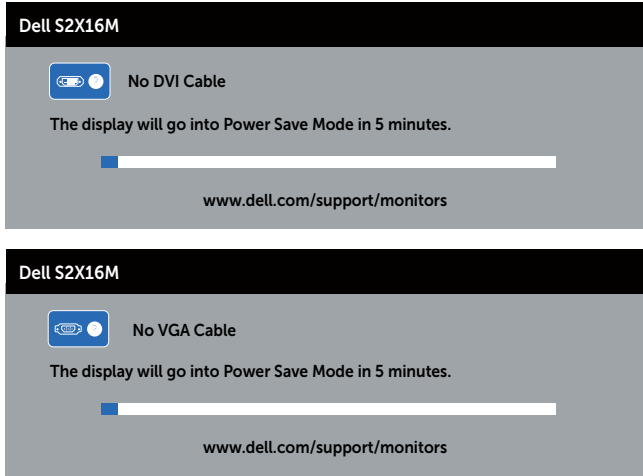 Dell S2X16M
?
No DVI Cable
The display will go into Power Save Mode in 5 minutes.
www.dell.com/support/monitors
Dell S2X16M
?
No VGA Cable
The display will go into Power Save Mode in 5 minutes.
www.dell.com/support/monitors